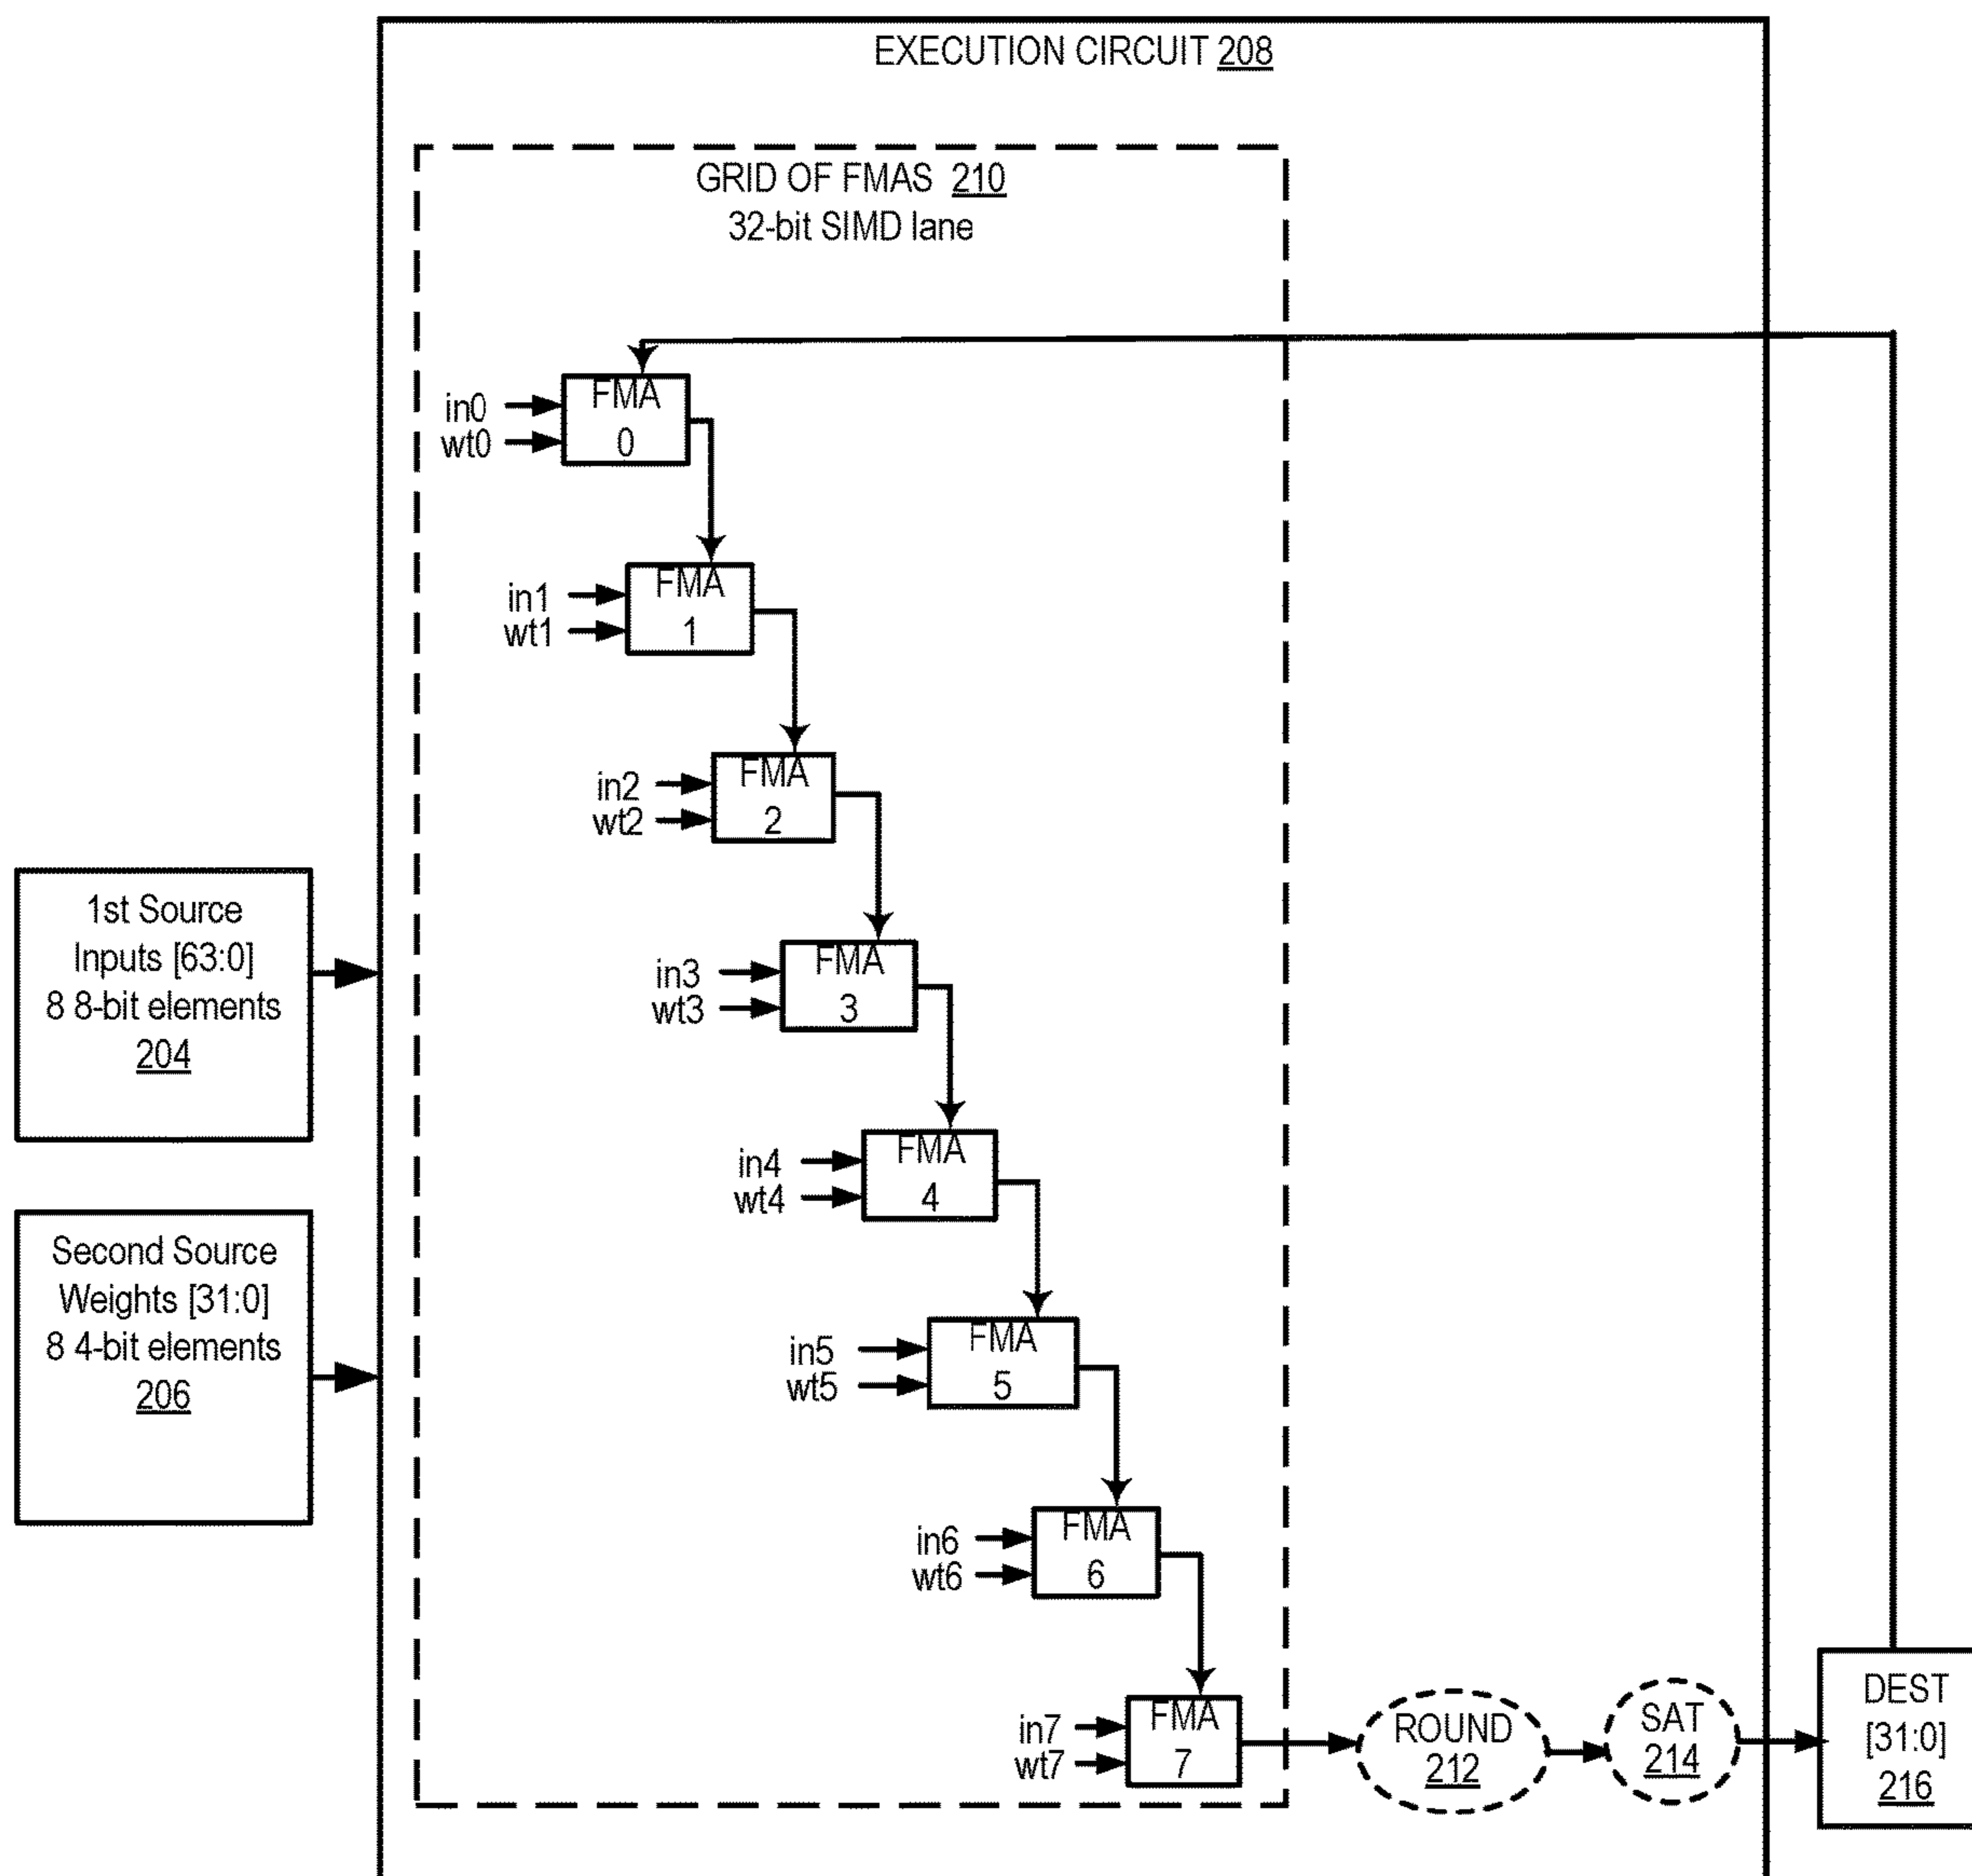 EXECUTION CIRCUIT 208
GRID OF FMAS 210
32-bit SIMD lane
in0
wt0
FMA
0
in1
wt1
FMA
1
in2
wt2
FMA
2
1st Source
Inputs [63:0]
8 8-bit elements
204
in3
wt3
FMA
3
in4
wt4
FMA
4
Second Source
Weights [31:0]
8 4-bit elements
206
in5
wt5
FMA
5
in6
wt6
FMA
6
in7
wt7
FMA
7
ROUND
212
SAT
214
DEST
[31:0]
216